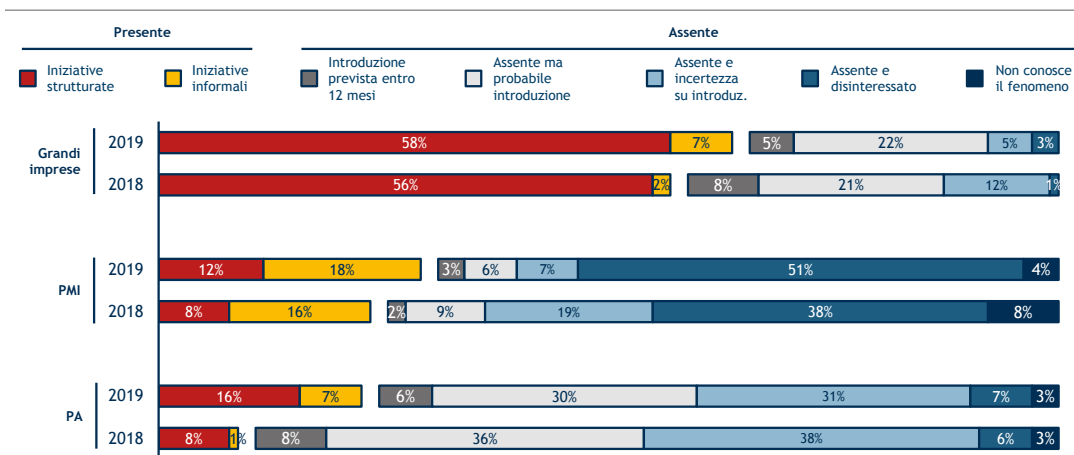 Presente
Assente
Iniziative
strutturate
Iniziative
informali
Introduzione
prevista entro
12 mesi
Assente ma
probabile
introduzione
Assente e
incertezza
su introduz.
Assente e
disinteressato
Non conosce
il fenomeno
Grandi
imprese
2019
58%
7%
5%
22%
5%
3%
2018
56%
2%
8%
21%
12%
1%
PMI
2019
12%
18%
3%
6%
7%
51%
4%
2018
8%
16%
2%
9%
19%
38%
8%
PA
2019
16%
7%
6%
30%
31%
7%
3%
2018
8%
1%
8%
36%
38%
6%
3%